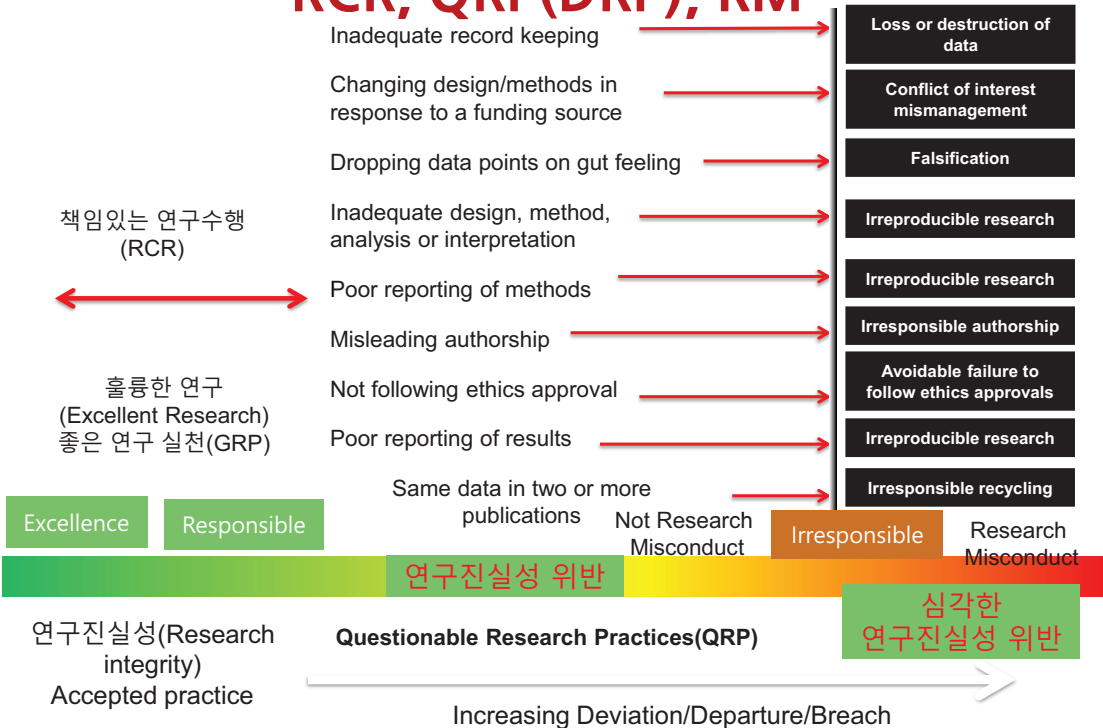 RCR, QRP(DRP), RM
Inadequate record keeping
Loss or destruction of
data
Changing design/methods in
response to a funding source
Conflict of interest
mismanagement
Dropping data points on gut feeling
Falsification
책임있는 연구수행
(RCR)
Inadequate design, method,
analysis or interpretation
Irreproducible research
Poor reporting of methods
Irreproducible research
Misleading authorship
Irresponsible authorship
훌륭한 연구
(Excellent Research)
좋은 연구 실천(GRP)
Not following ethics approval
Avoidable failure to
follow ethics approvals
Poor reporting of results
Irreproducible research
Same data in two or more
publications
Irresponsible recycling
Excellence
Responsible
Not Research
Misconduct
Irresponsible
Research
Misconduct
연구진실성 위반
심각한
연구진실성 위반
연구진실성(Research
integrity)
Accepted practice
Questionable Research Practices(QRP)
Increasing Deviation/Departure/Breach